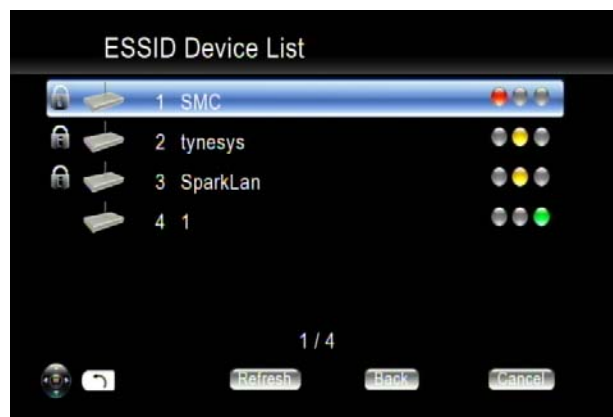 ESSID Device List
1 SMC
2 tynesys
3 SparkLan
4 1
1 / 4
Refresh Back Cancel